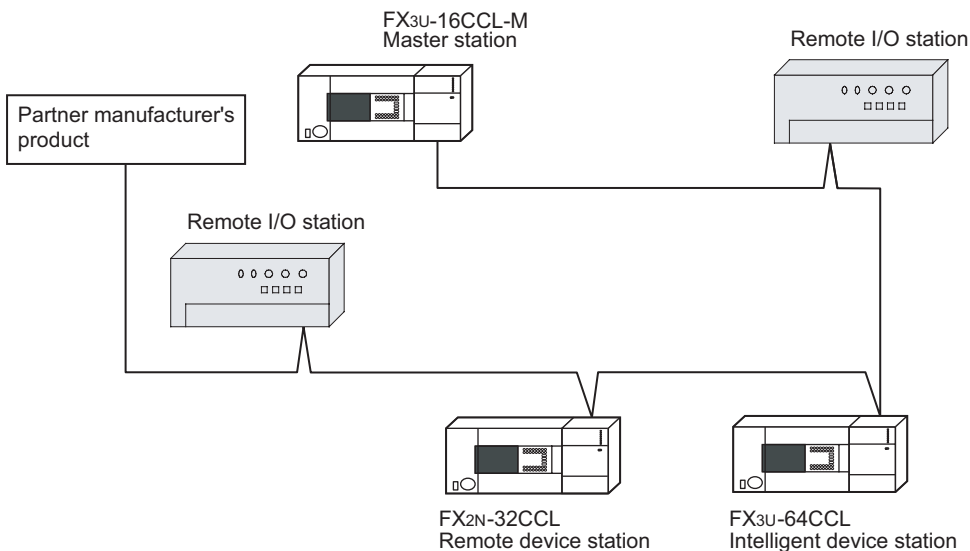 FX3U-16CCL-M
Master station
Remote I/O station
Partner manufacturer's
product
Remote I/O station
FX2N-32CCL
Remote device station
FX3U-64CCL
Intelligent device station